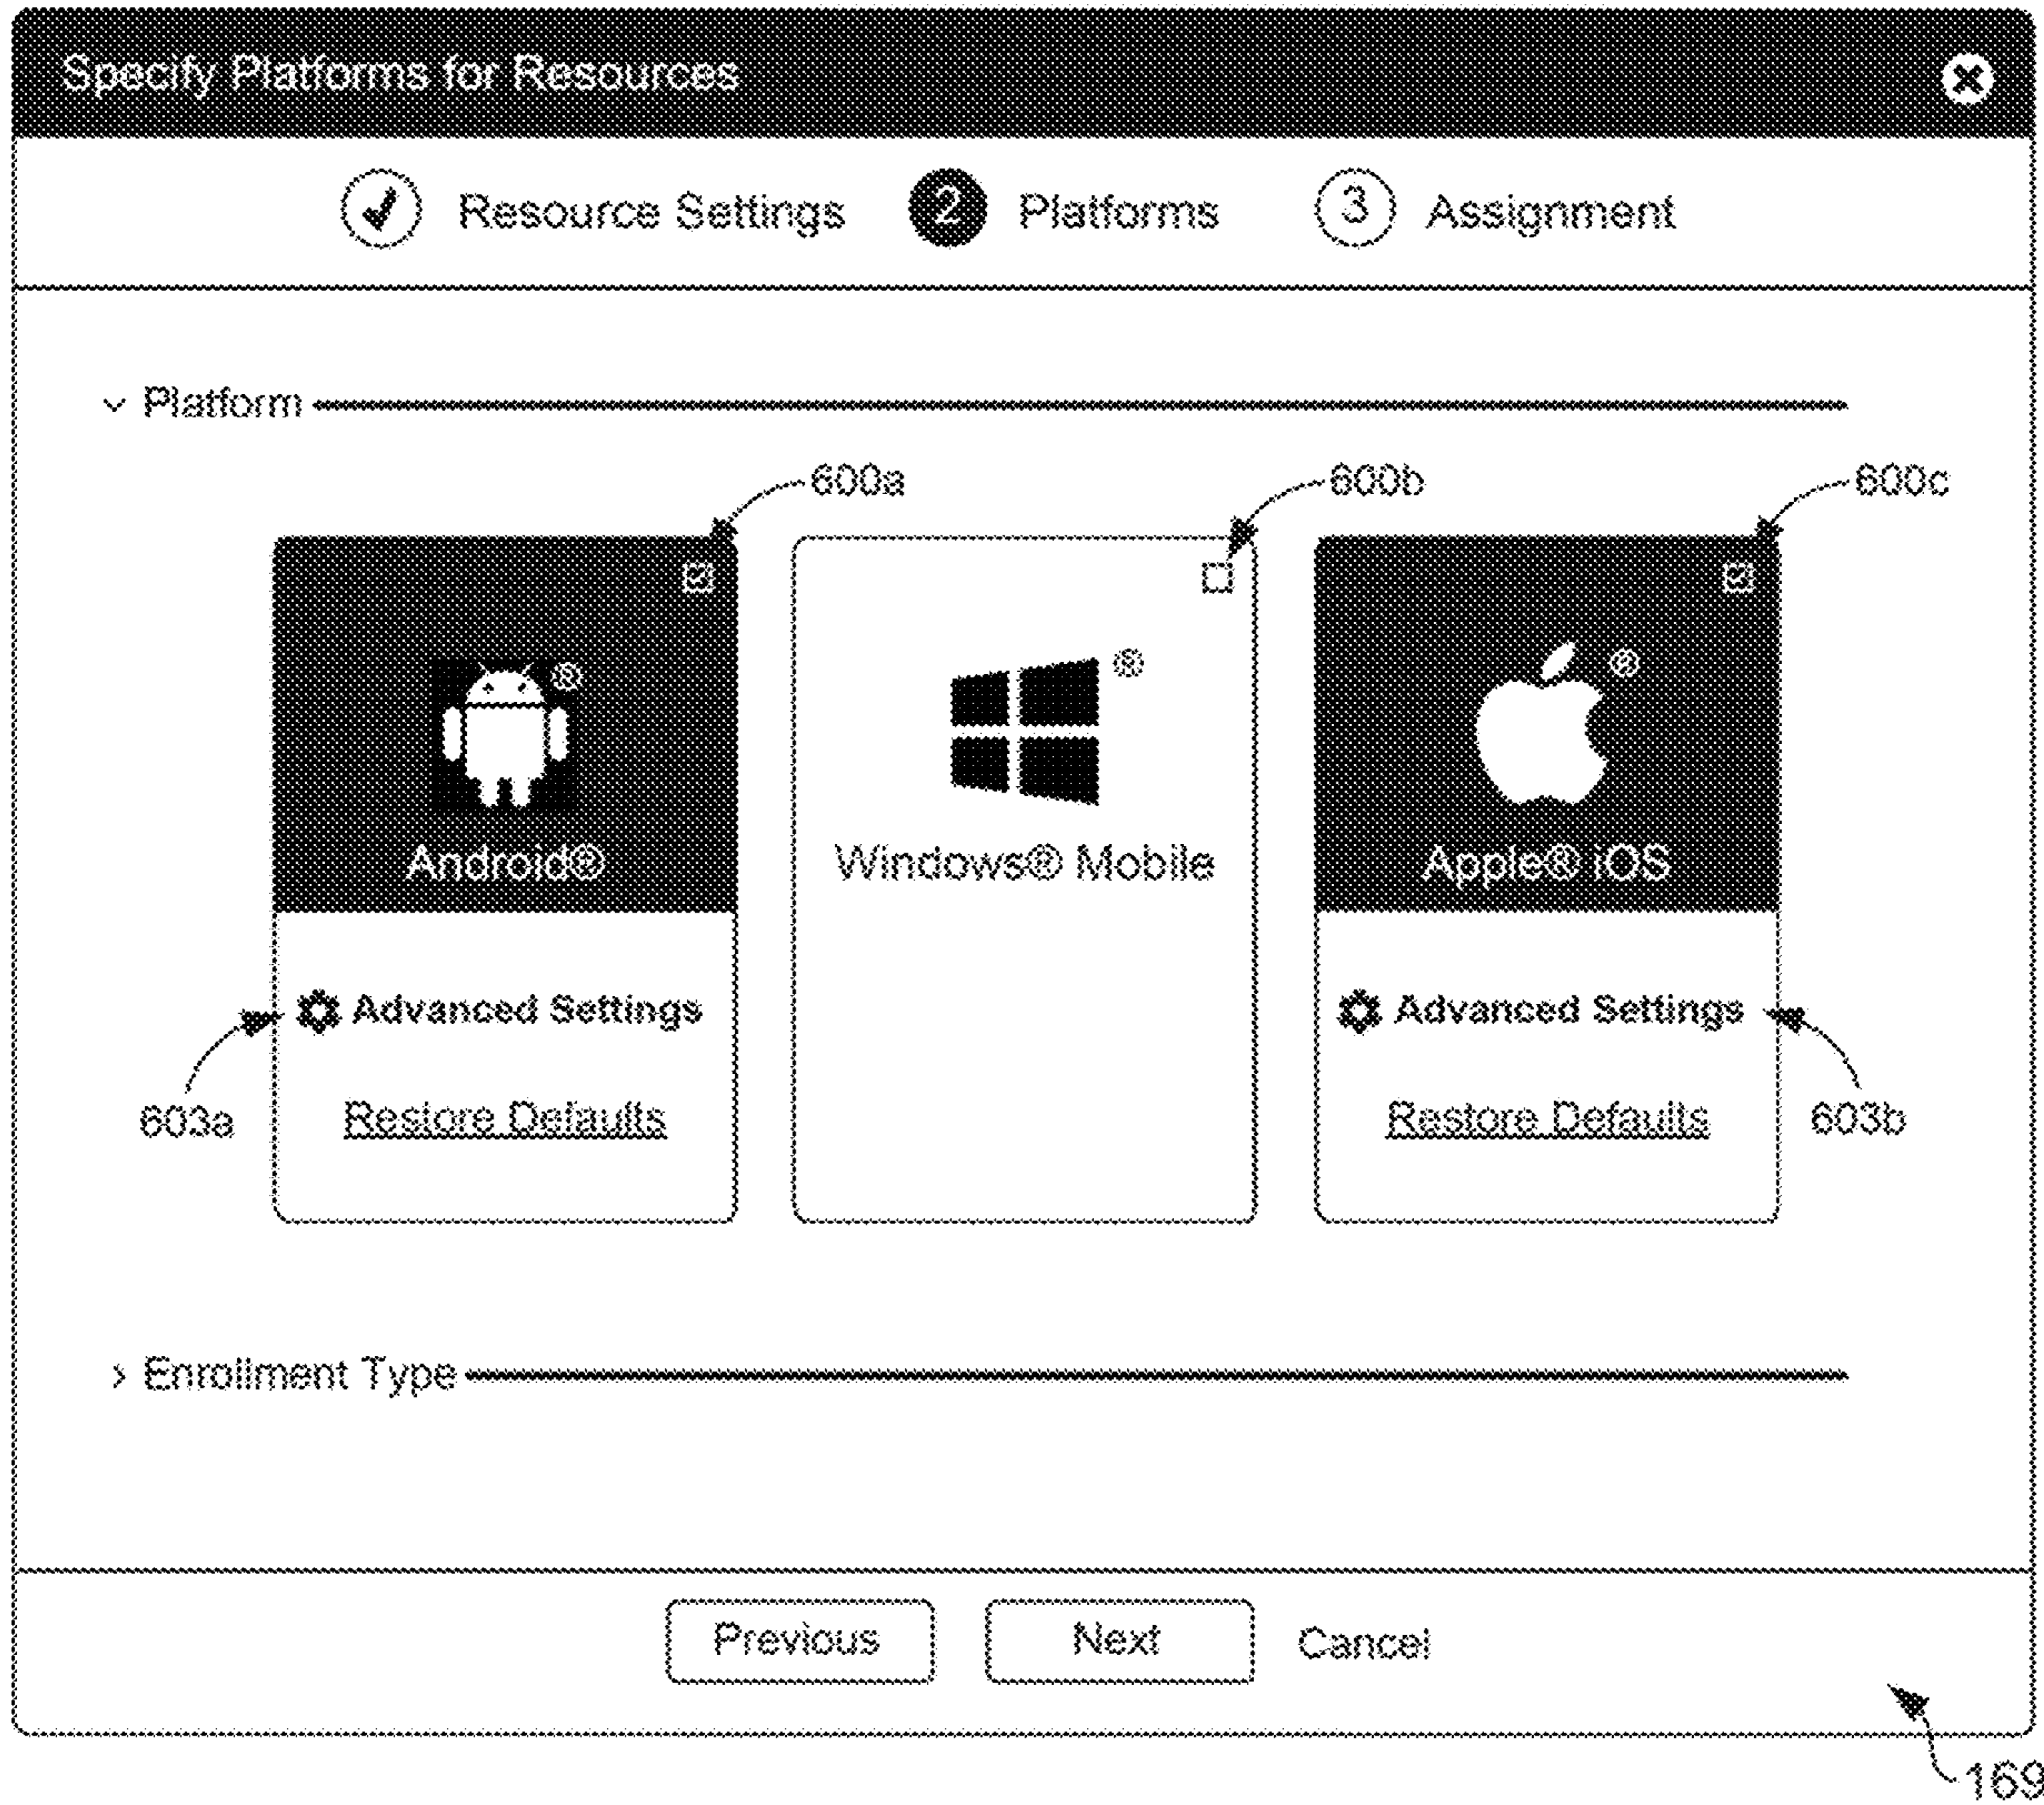 Specify Platforms for Resources
Resource Settings 2 Platforms 3 Assignment
Platform
600a 600b 600c
® ® ®
Android® Windows® Mobile Apple® iOS
Advanced Settings Advanced Settings
603a Restore Defaults Restore Defaults 603b
Enrollment Type
Previous Next Cancel
169